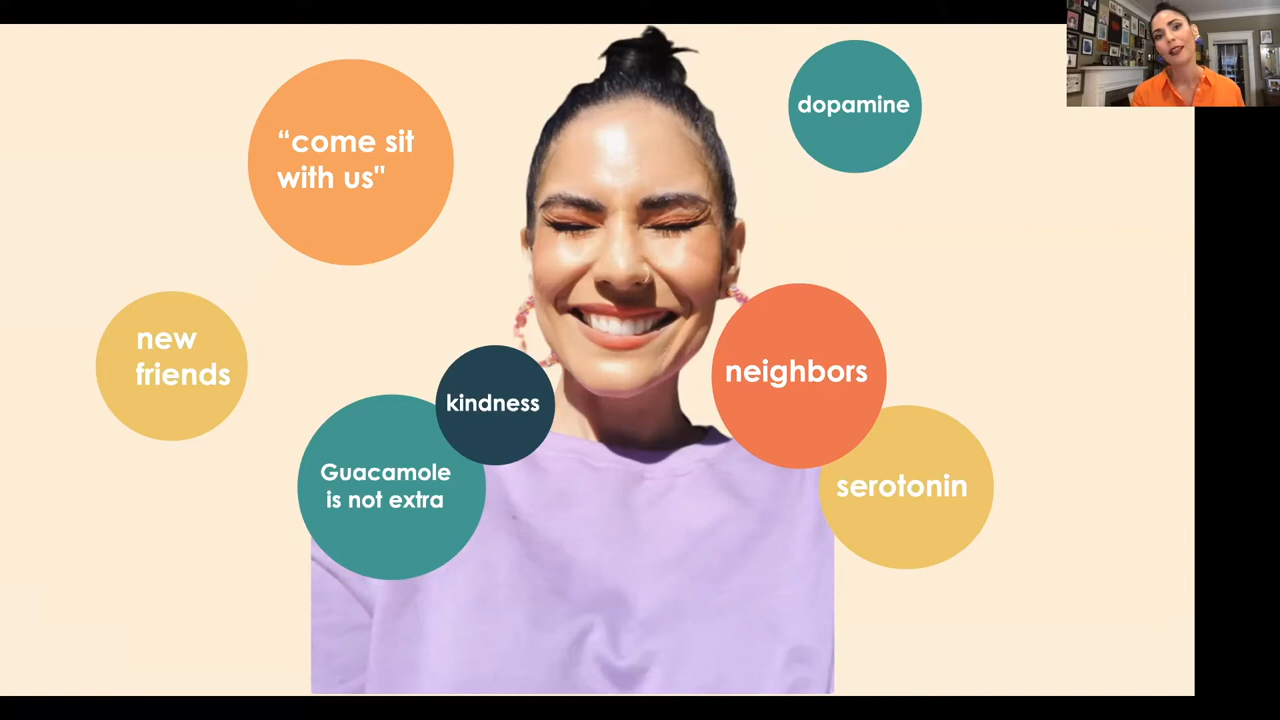 “come sit
with us"
dopamine
new
friends
kindness
neighbors
Guacamole
is not extra
serotonin